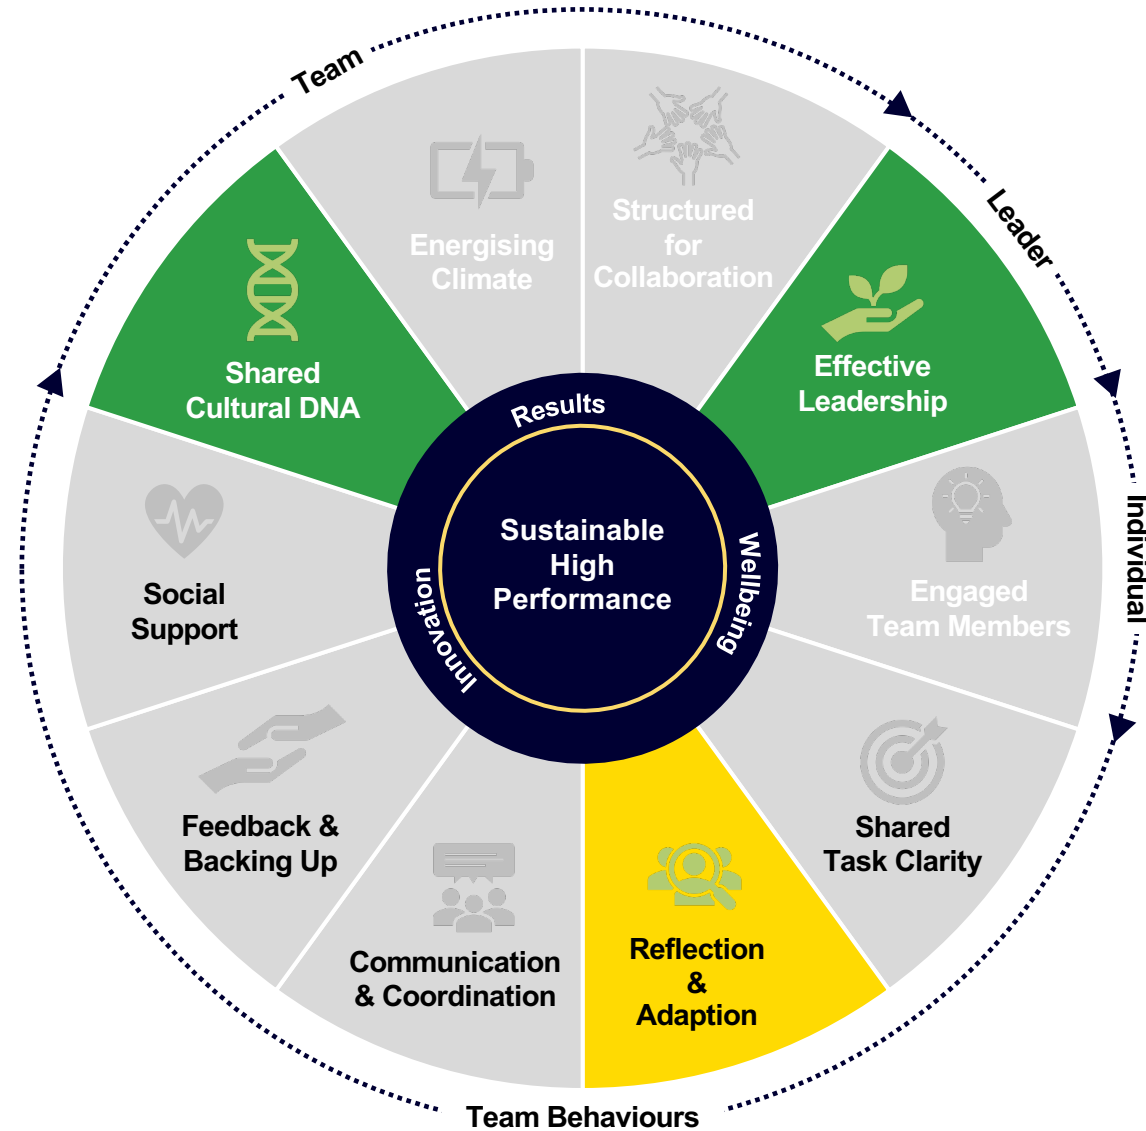 Team
Leader
Individual
Team Behaviours
Energising
Climate
Structured
for
Collaboration
Effective
Leadership
Engaged
Team Members
Shared
Task Clarity
Reflection
&
Adaption
Communication
& Coordination
Feedback &
Backing Up
Social
Support
Shared
Cultural DNA
Results
Wellbeing
Innovation
Sustainable
High
Performance